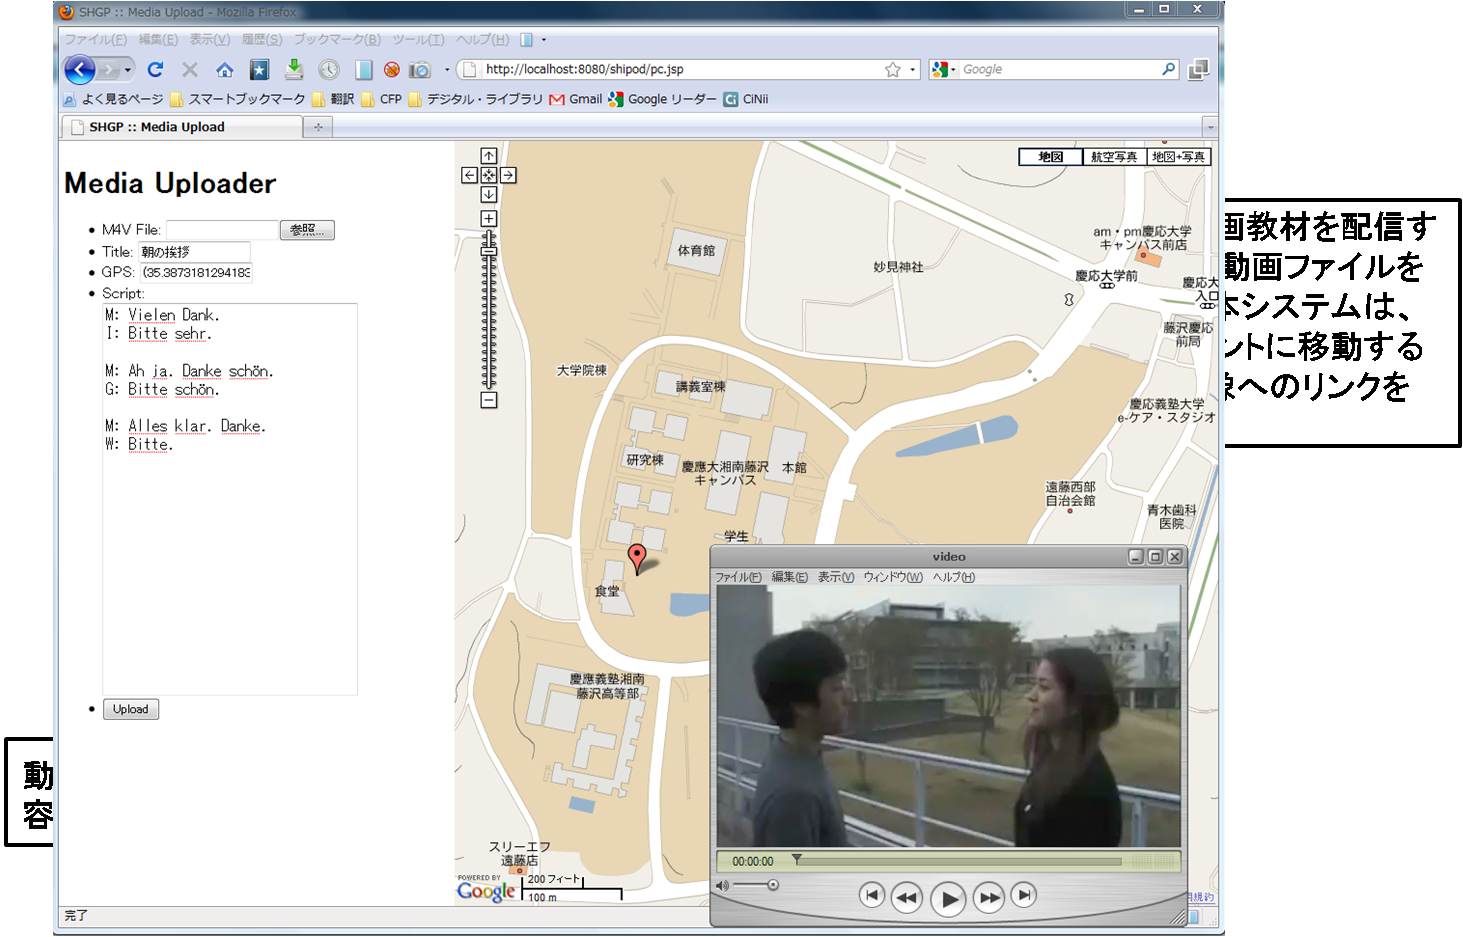 SHGP :: Media Upload - Mozilla Firefox
ファイル(F) 編集(E) 表示(V) 履歴(S) ブックマーク(B) ツール(T) ヘルプ(H)
http://localhost:8080/shipod/pc.jsp
Google
よく見るページ スマートブックマーク 翻訳 CFP デジタル・ライブラリ Gmail Google リーダー CiNii
SHGP :: Media Upload
Media Uploader
M4V File: 参照...
Title: 朝の挨拶
GPS: (35.3873181294183
Script:
M: Vielen Dank.
I: Bitte sehr.
M: Ah ja. Danke schön.
G: Bitte schön.
M: Alles klar. Danke.
W: Bitte.
Upload
地図 航空写真 地図+写真
体育館
妙見神社
am・pm慶応大学
キャンパス前店
慶応大学前
慶応大
入口
藤沢慶応
前局
大学院棟
講義室棟
慶応義塾大学
e-ケア・スタジオ
研究棟
慶應大湘南藤沢
キャンパス
本館
遠藤西部
自治会館
青木歯科
医院
学生
食堂
慶應義塾湘南
藤沢高等部
スリーエフ
遠藤店
POWERED BY
Google
200 フィート
100 m
用規約
video
ファイル(F) 編集(E) 表示(V) ウィンドウ(W) ヘルプ(H)
00:00:00
完了
画教材を配信す
動画ファイルを
本システムは、
ントに移動する
象へのリンクを
動
容